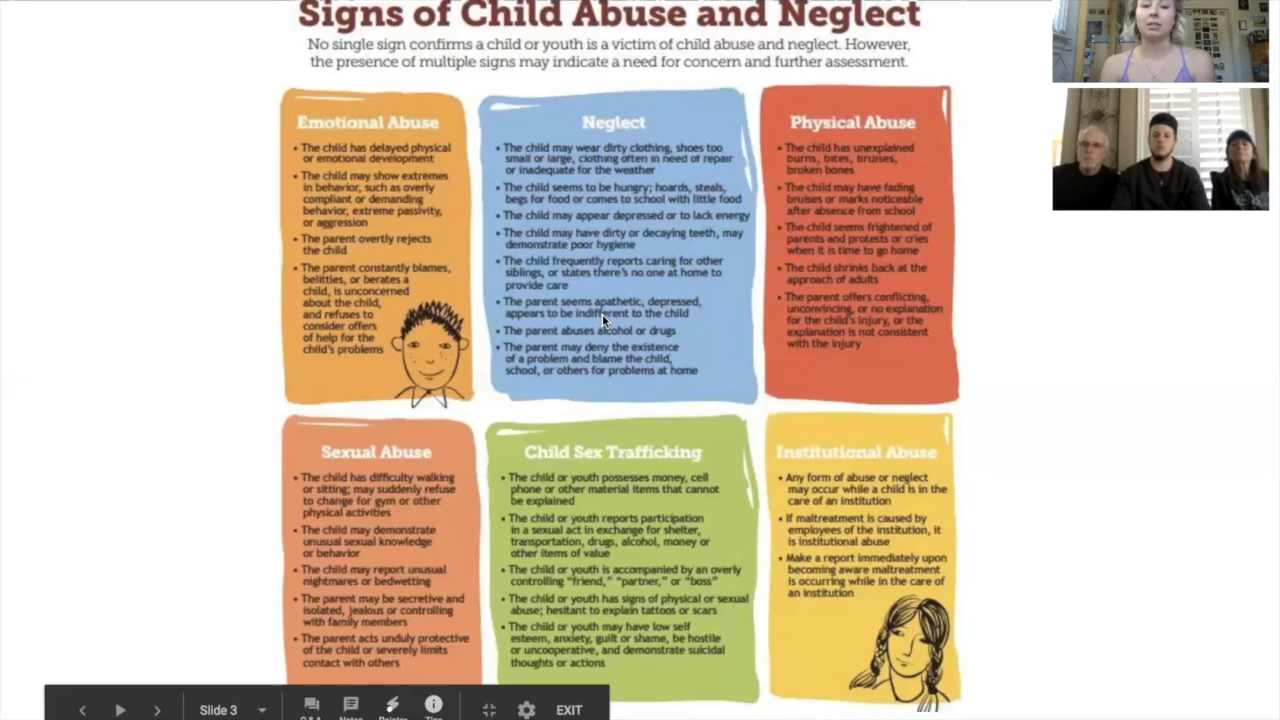 Signs of Child Abuse and Neglect
No single sign confirms a child or youth is a victim of child abuse and neglect. However,
the presence of multiple signs may indicate a need for concern and further assessment.
Emotional Abuse
• The child has delayed physical
or emotional development
• The child may show extremes
in behavior, such as overly
compliant or demanding
behavior, extreme passivity,
or aggression
• The parent overtly rejects
the child
• The parent constantly blames,
belittles, or berates a
child, is unconcerned
about the child,
and refuses to
consider offers
of help for the
child's problems
Neglect
• The child may wear dirty clothing, shoes too
small or large, clothing often in need of repair
or inadequate for the weather
• The child seems to be hungry; hoards, steals,
begs for food or comes to school with little food
• The child may appear depressed or to lack energy
• The child may have dirty or decaying teeth, may
demonstrate poor hygiene
• The child frequently reports caring for other
siblings, or states there's no one at home to
provide care
• The parent seems apathetic, depressed,
appears to be indifferent to the child
• The parent abuses alcohol or drugs
• The parent may deny the existence
of a problem and blame the child,
school, or others for problems at home
Physical Abuse
• The child has unexplained
burns, bites, bruises,
broken bones
• The child may have fading
bruises or marks noticeable
after absence from school
• The child seems frightened of
parents and protests or cries
when it is time to go home
• The child shrinks back at the
approach of adults
• The parent offers conflicting,
unconvincing, or no explanation
for the child's injury, or the
explanation is not consistent
with the injury
Sexual Abuse
• The child has difficulty walking
or sitting; may suddenly refuse
to change for gym or other
physical activities
• The child may demonstrate
unusual sexual knowledge
or behavior
• The child may report unusual
nightmares or bedwetting
• The parent may be secretive and
isolated, jealous or controlling
with family members
• The parent acts unduly protective
of the child or severely limits
contact with others
Child Sex Trafficking
• The child or youth possesses money, cell
phone or other material items that cannot
be explained
• The child or youth reports participation
in a sexual act in exchange for shelter,
transportation, drugs, alcohol, money or
other items of value
• The child or youth is accompanied by an overly
controlling "friend," "partner," or "boss"
• The child or youth has signs of physical or sexual
abuse; hesitant to explain tattoos or scars
• The child or youth may have low self
esteem, anxiety, guilt or shame, be hostile
or uncooperative, and demonstrate suicidal
thoughts or actions
Institutional Abuse
• Any form of abuse or neglect
may occur while a child is in the
care of an institution
• If maltreatment is caused by
employees of the institution, it
is institutional abuse
• Make a report immediately upon
becoming aware maltreatment
is occurring while in the care of
an institution
Slide 3
Q & A
Notes
Pointer
Tips
EXIT